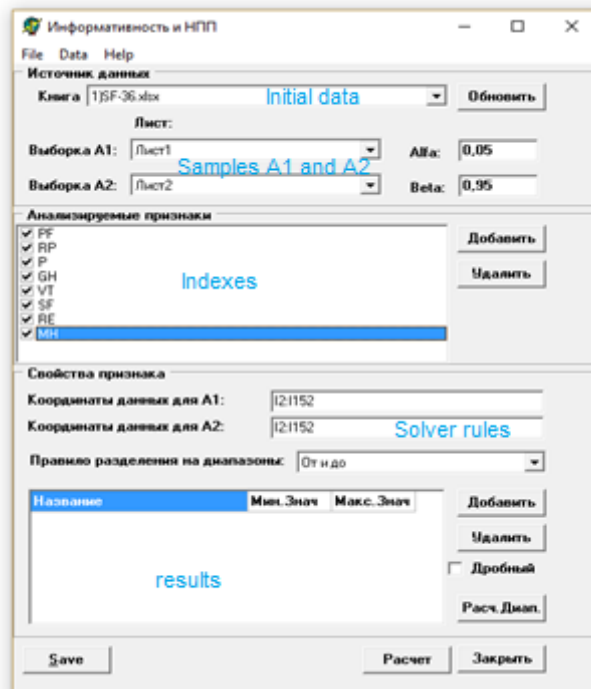 Информативность и НПП
File Data Help
Источник данных
Книга 1)SF-36.xlsx Initial data Обновить
Лист:
Выборка A1: Лист1 Alfa: 0,05
Samples A1 and A2
Выборка A2: Лист2 Beta: 0,95
Анализируемые признаки
PF Добавить
RP
P Удалить
GH
VT Indexes
SF
RE
MH
Свойства признака
Координаты данных для A1: I2:I152
Координаты данных для A2: I2:I152 Solver rules
Правило разделения на диапазоны: От и до
Название Мин. Знач Макс. Знач Добавить
Удалить
Дробный
results
Расч. Диап.
Save Расчет Закрыть